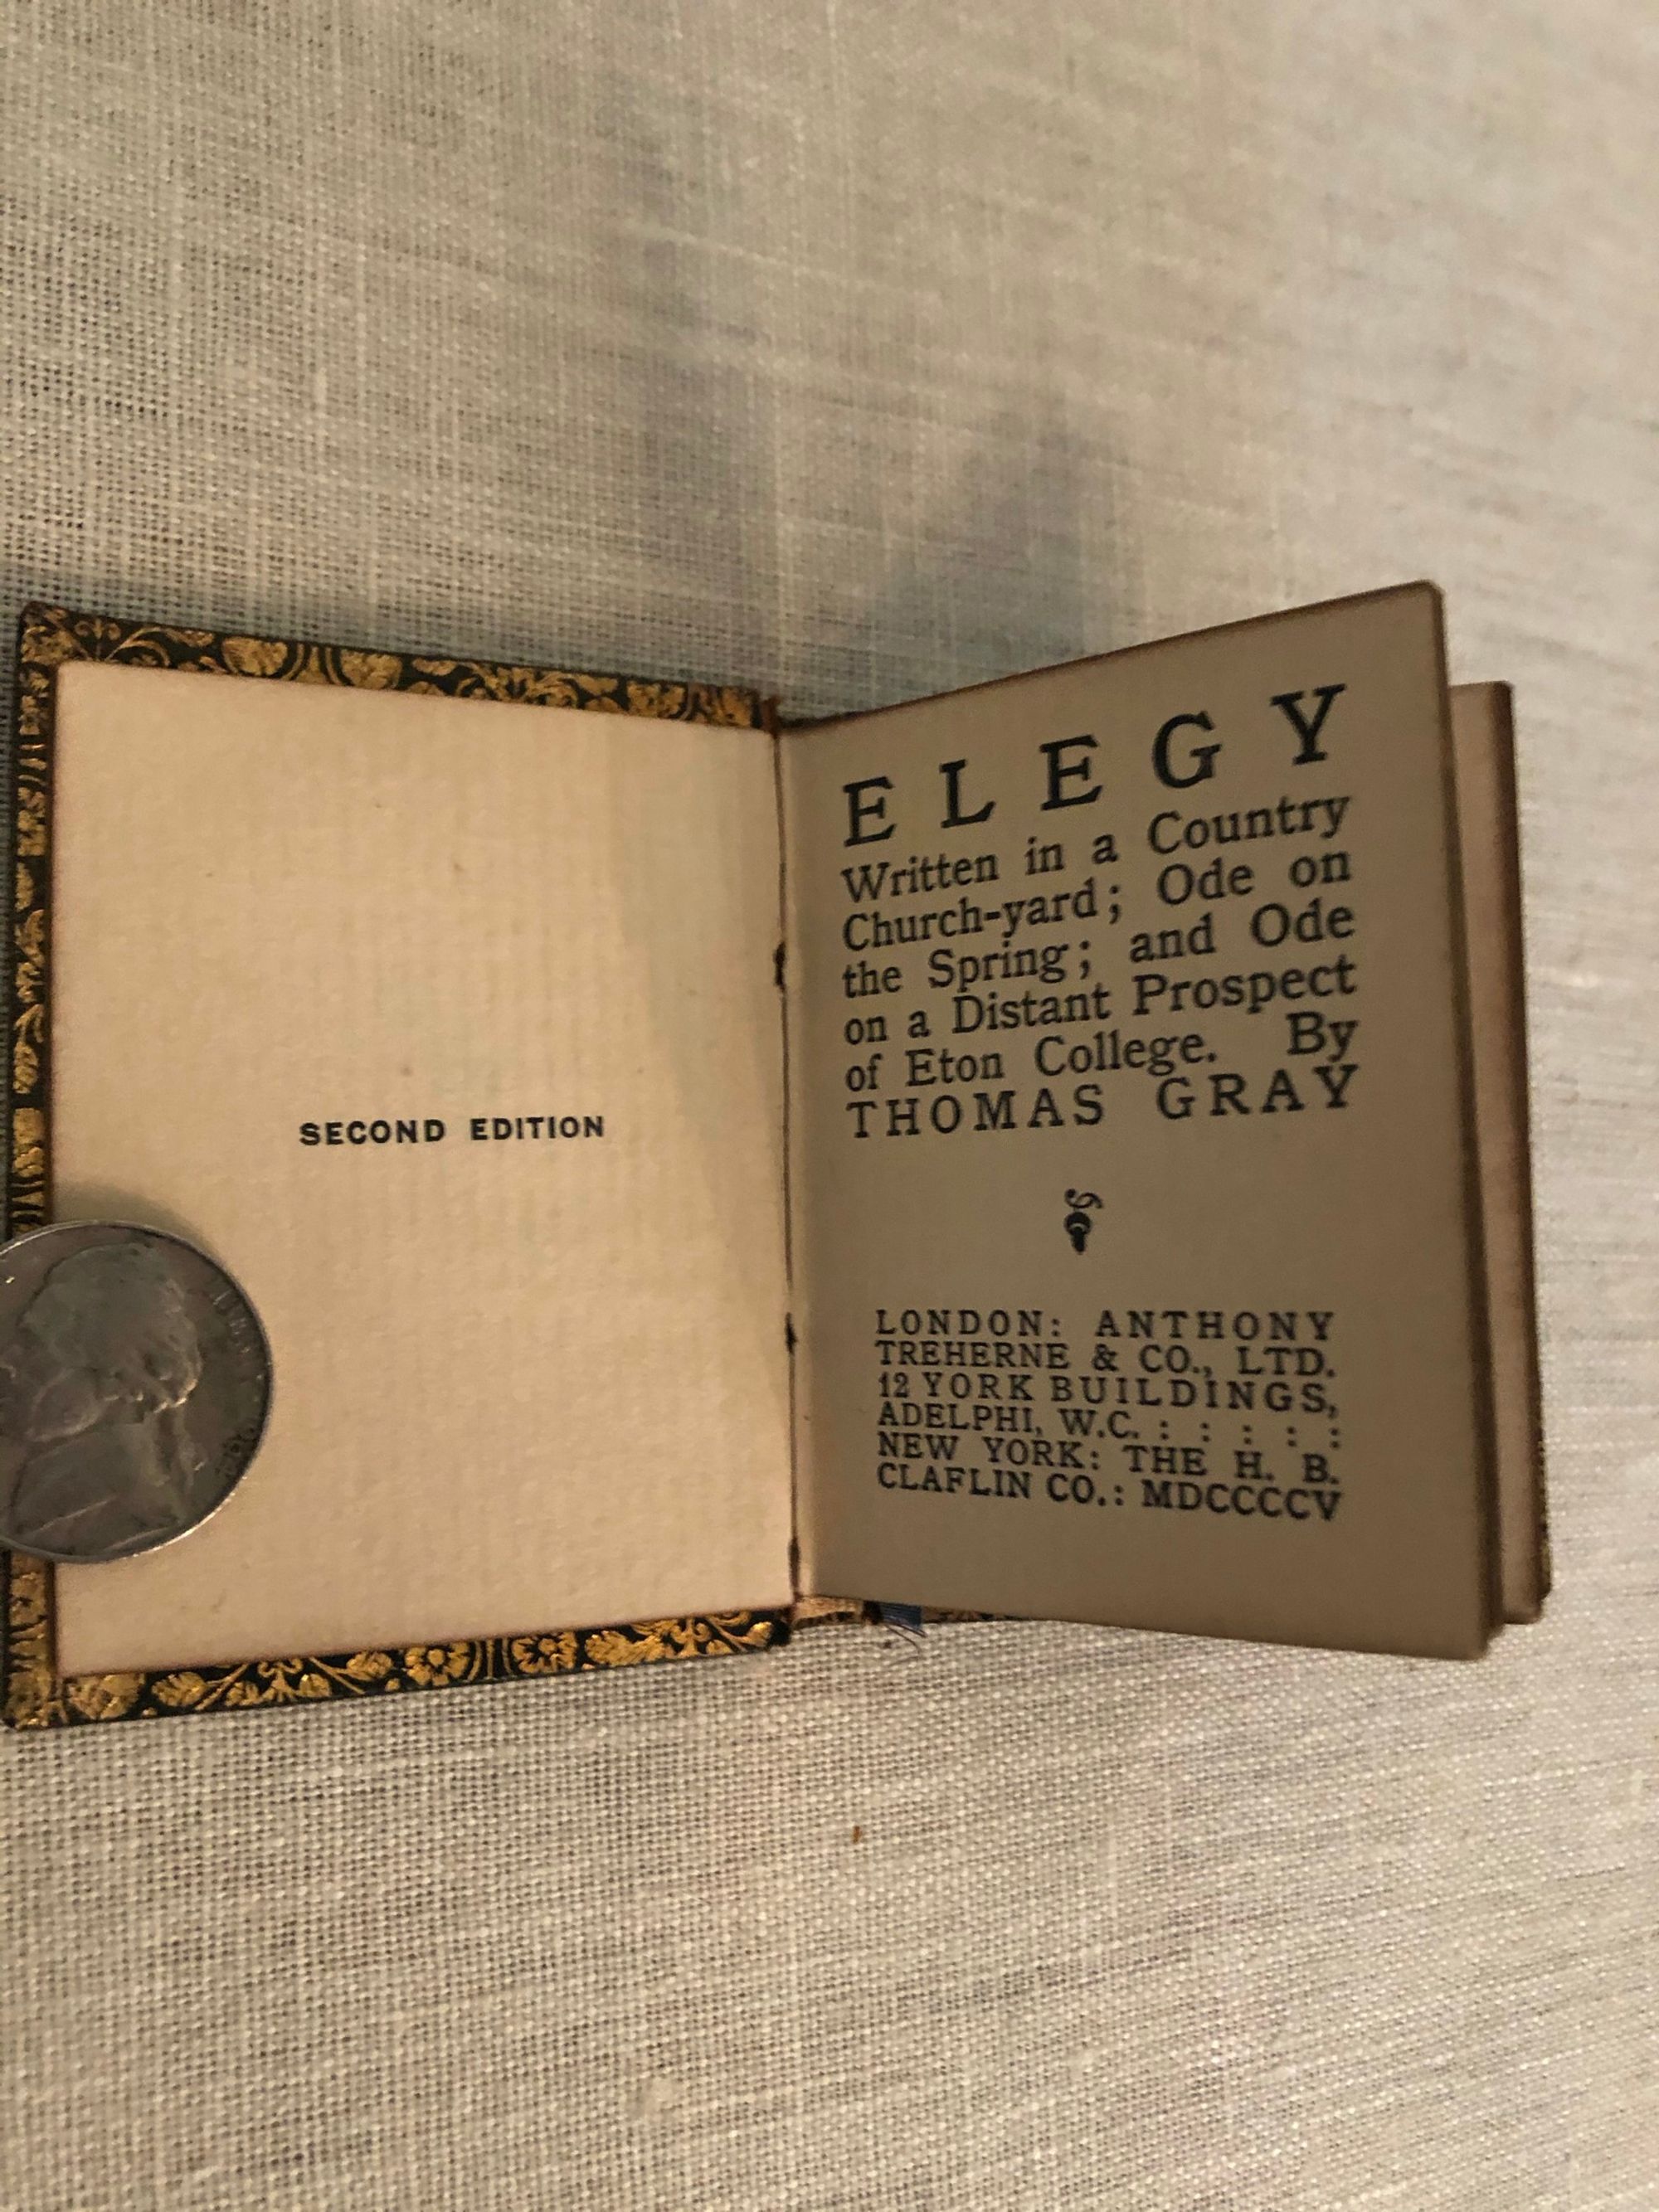 SECOND EDITION
ELEGY
Written in a Country
Church-yard; Ode on
the Spring; and Ode
on a Distant Prospect
of Eton College. By
THOMAS GRAY
LONDON: ANTHONY
TREHERNE & CO., LTD.
12 YORK BUILDINGS,
ADELPHI, W.C. : : : : :
NEW YORK: THE H. B.
CLAFLIN CO.: MDCCCCV